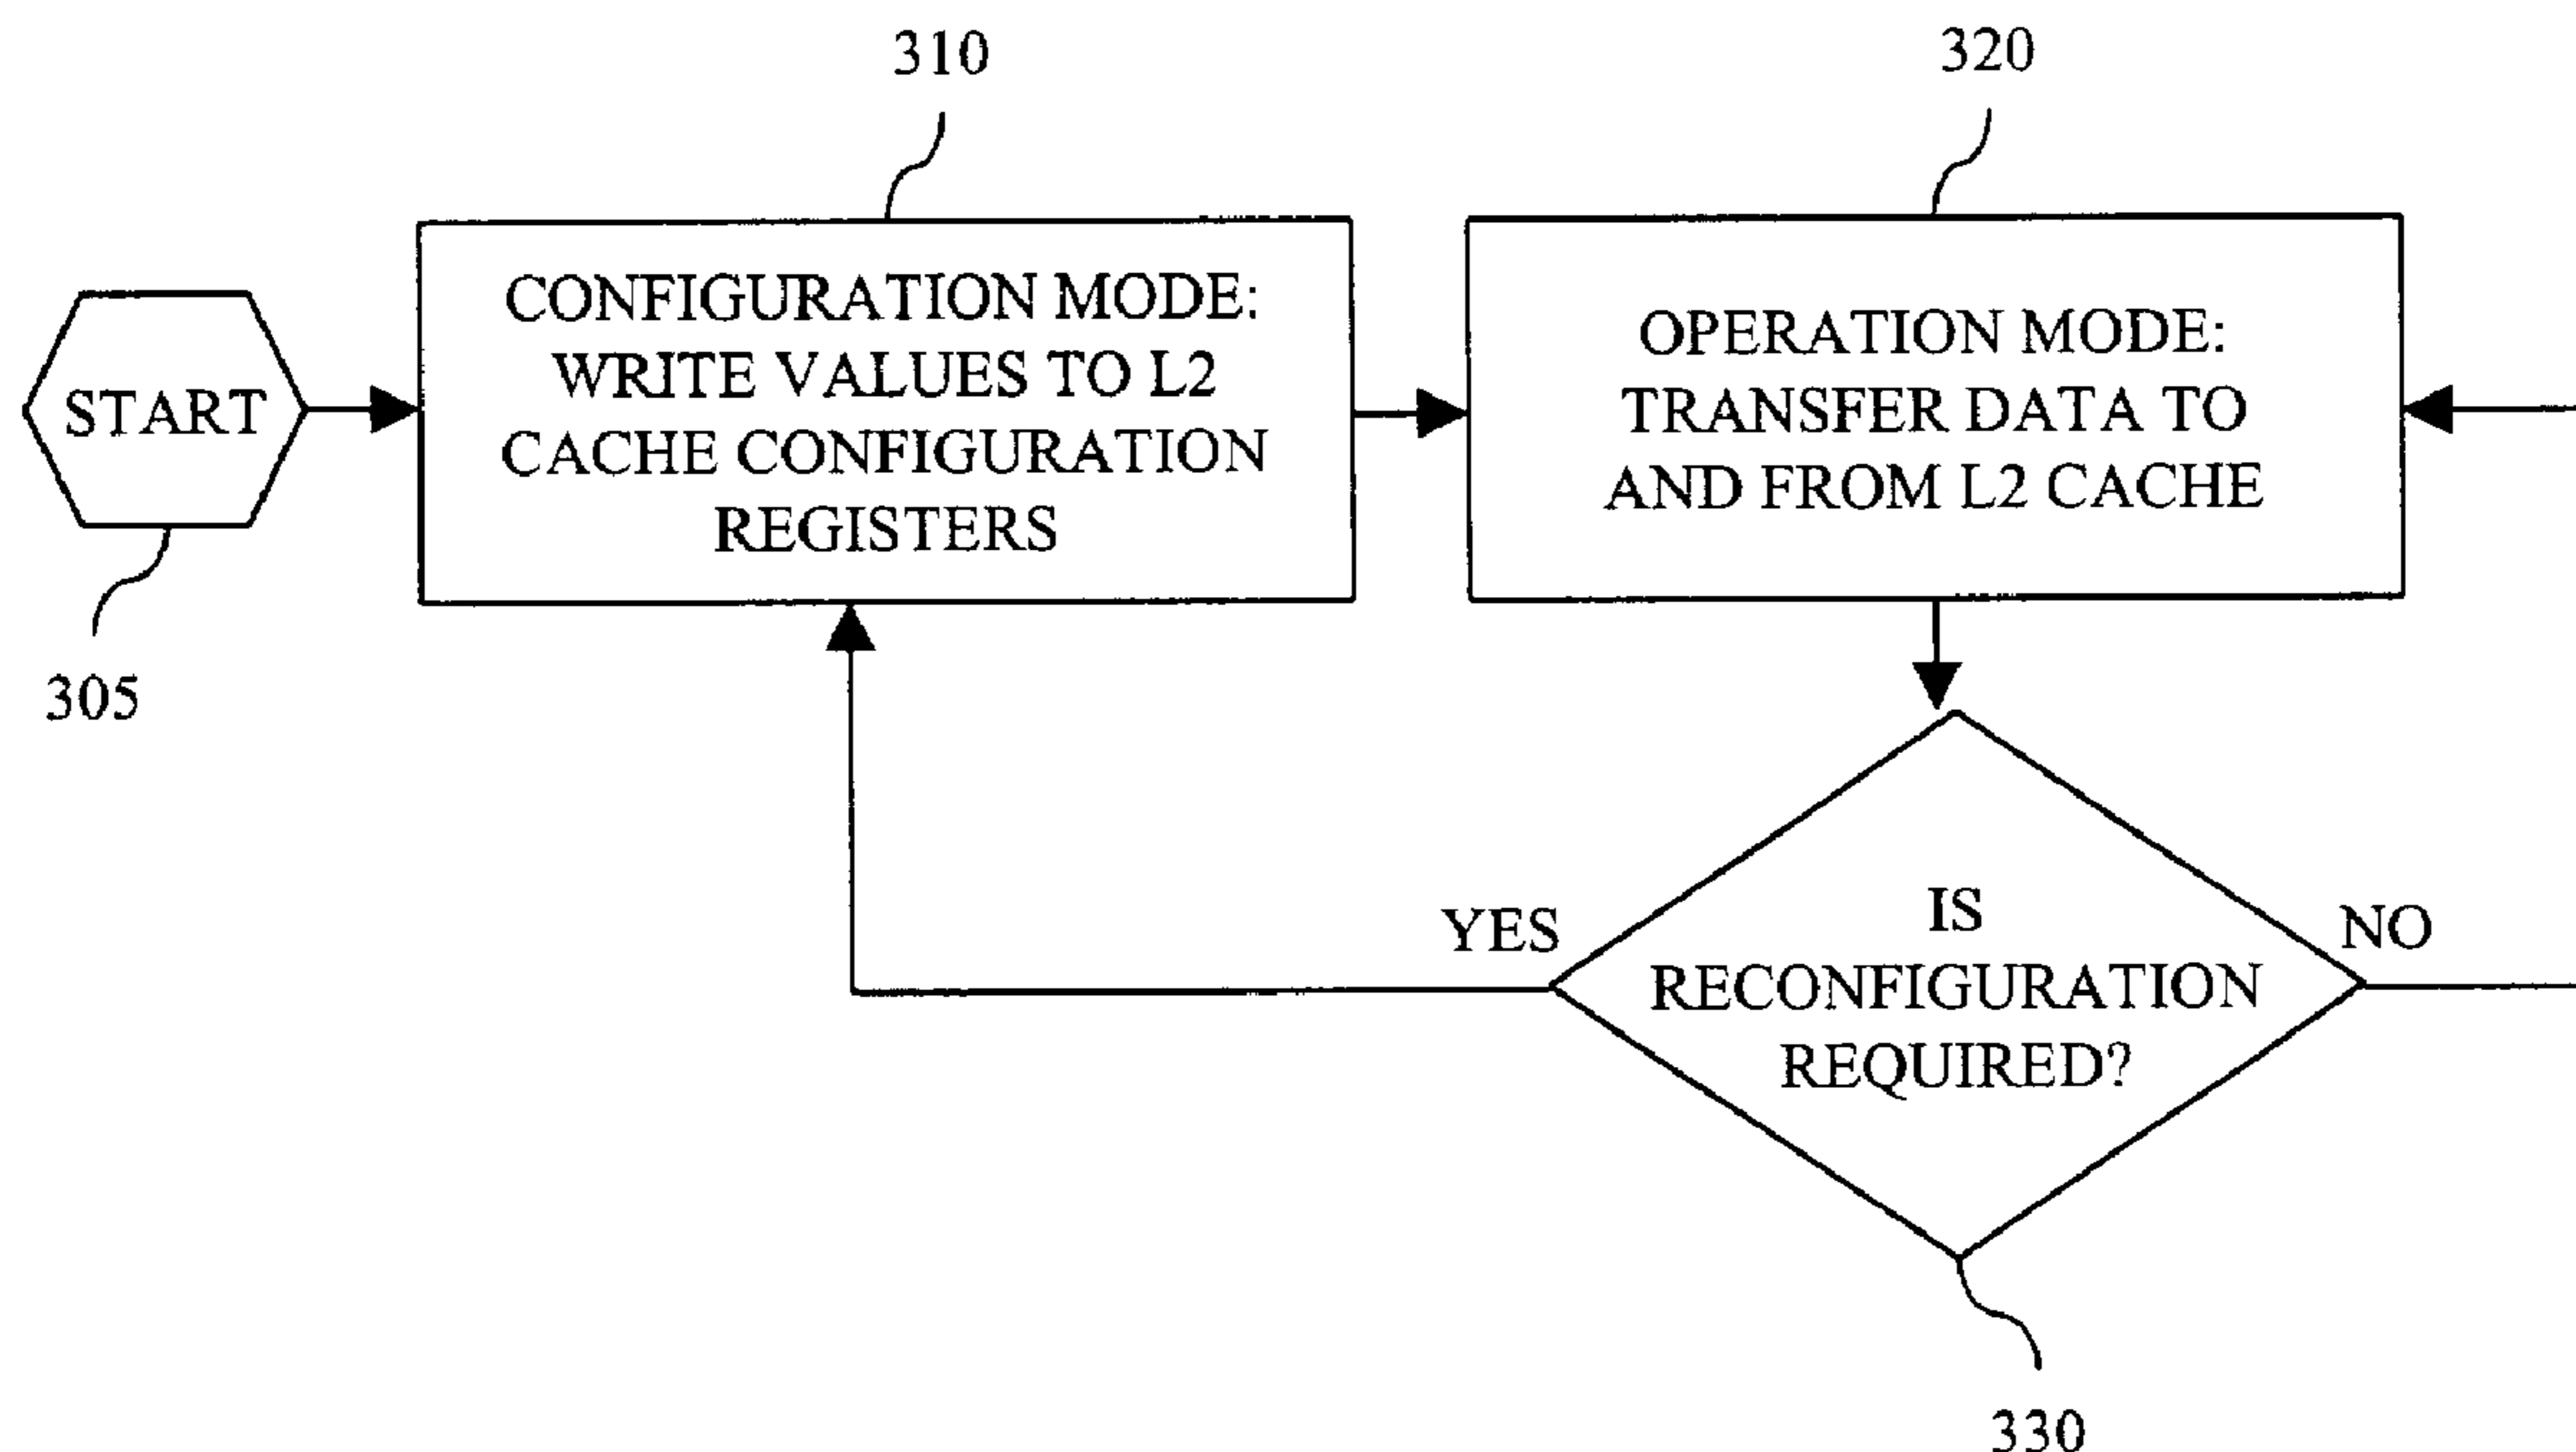 310
320
START
CONFIGURATION MODE:
WRITE VALUES TO L2
CACHE CONFIGURATION
REGISTERS
OPERATION MODE:
TRANSFER DATA TO
AND FROM L2 CACHE
305
YES
IS
RECONFIGURATION
REQUIRED?
NO
330